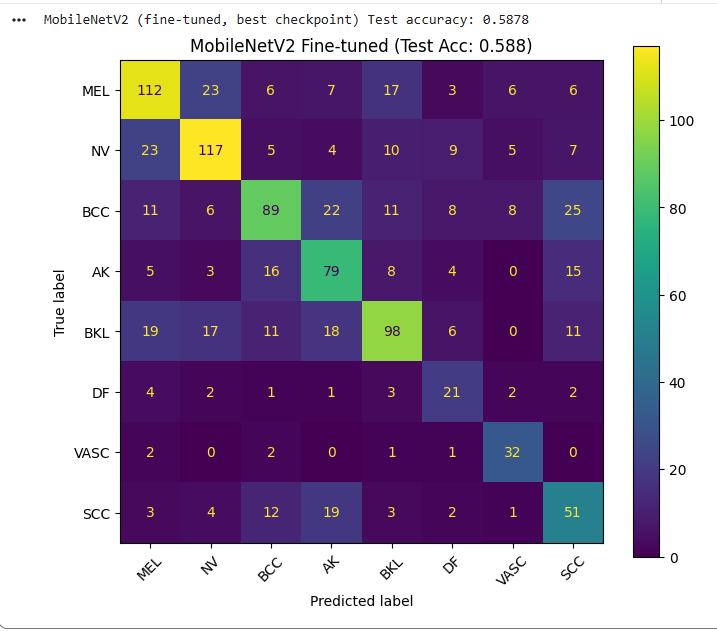 ••• MobileNetV2 (fine-tuned, best checkpoint) Test accuracy: 0.5878
MobileNetV2 Fine-tuned (Test Acc: 0.588)
MEL 112 23 6 7 17 3 6 6
NV 23 117 5 4 10 9 5 7
BCC 11 6 89 22 11 8 8 25
AK 5 3 16 79 8 4 0 15
BKL 19 17 11 18 98 6 0 11
DF 4 2 1 1 3 21 2 2
VASC 2 0 2 0 1 1 32 0
SCC 3 4 12 19 3 2 1 51
MEL NV BCC AK BKL DF VASC SCC
Predicted label
True label
100
80
60
40
20
0